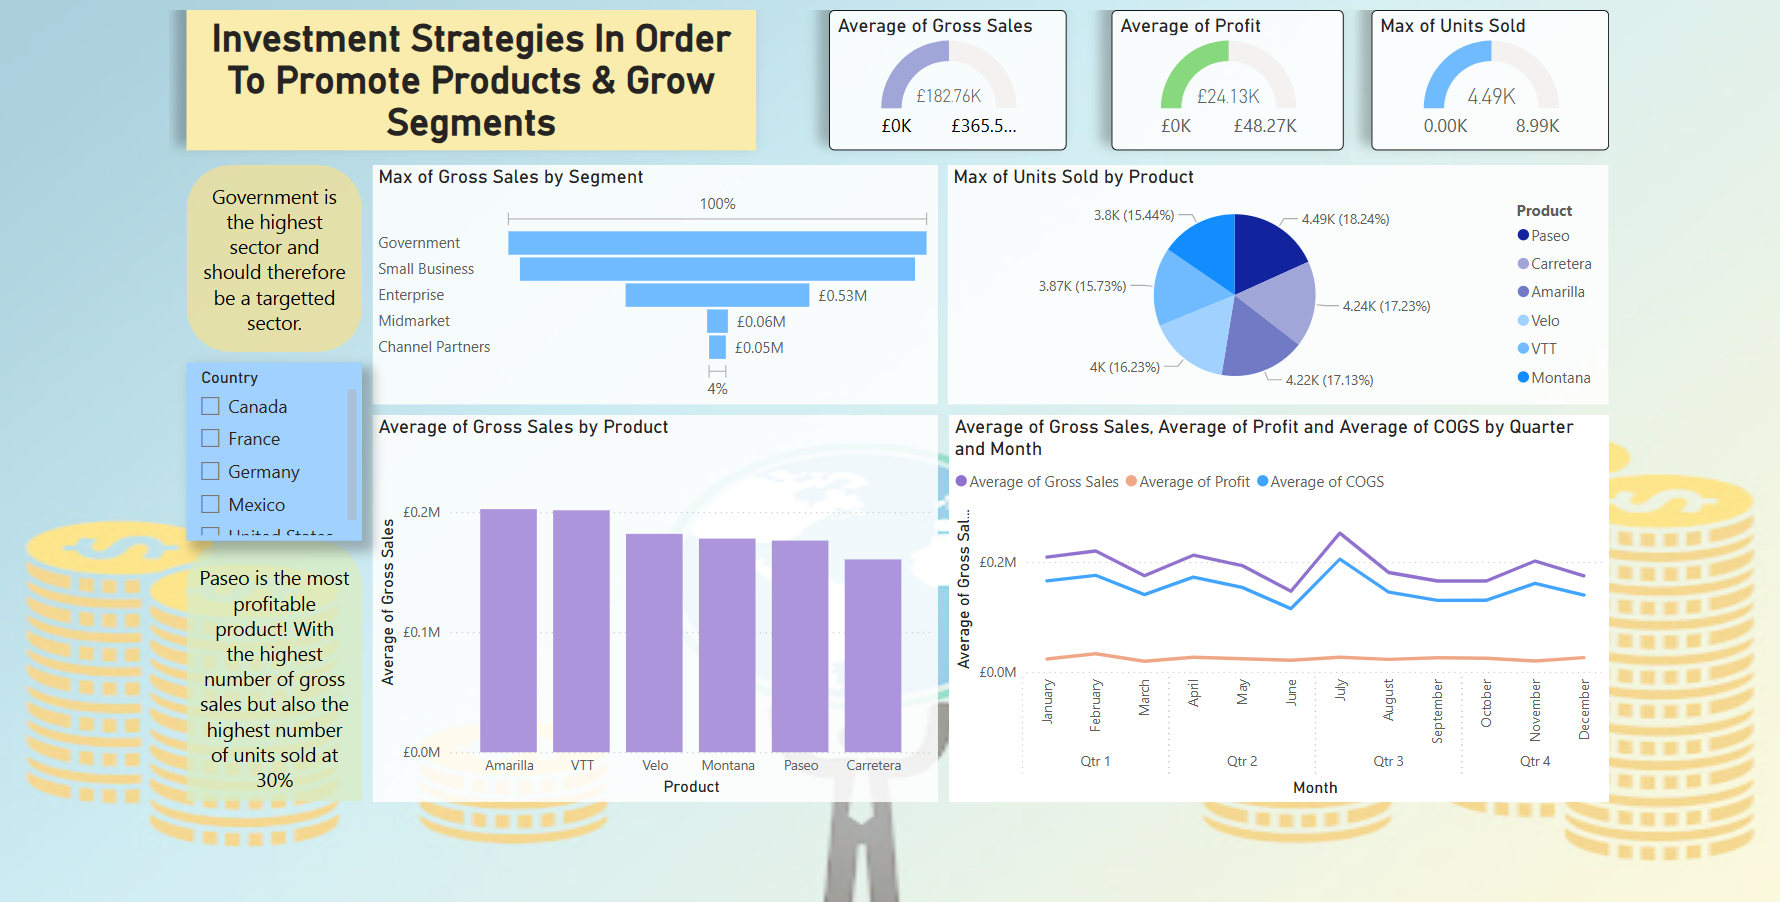 Investment Strategies In Order
To Promote Products & Grow
Segments
Average of Gross Sales
£182.76K
£0K
£365.5...
Average of Profit
£24.13K
£0K
£48.27K
Max of Units Sold
4.49K
0.00K
8.99K
Government is
the highest
sector and
should therefore
be a targetted
sector.
Country
Canada
France
Germany
Mexico
United States
Paseo is the most
profitable
product! With
the highest
number of gross
sales but also the
highest number
of units sold at
30%
Max of Gross Sales by Segment
100%
Government
Small Business
Enterprise
£0.53M
Midmarket
£0.06M
Channel Partners
£0.05M
4%
Max of Units Sold by Product
3.8K (15.44%)
4.49K (18.24%)
3.87K (15.73%)
4.24K (17.23%)
4K (16.23%)
4.22K (17.13%)
Product
Paseo
Carretera
Amarilla
Velo
VTT
Montana
Average of Gross Sales by Product
Average of Gross Sales
£0.2M
£0.1M
£0.0M
Amarilla
VTT
Velo
Montana
Paseo
Carretera
Product
Average of Gross Sales, Average of Profit and Average of COGS by Quarter
and Month
Average of Gross Sales
Average of Profit
Average of COGS
Average of Gross Sal...
£0.2M
£0.0M
January
February
March
April
May
June
July
August
September
October
November
December
Qtr 1
Qtr 2
Qtr 3
Qtr 4
Month